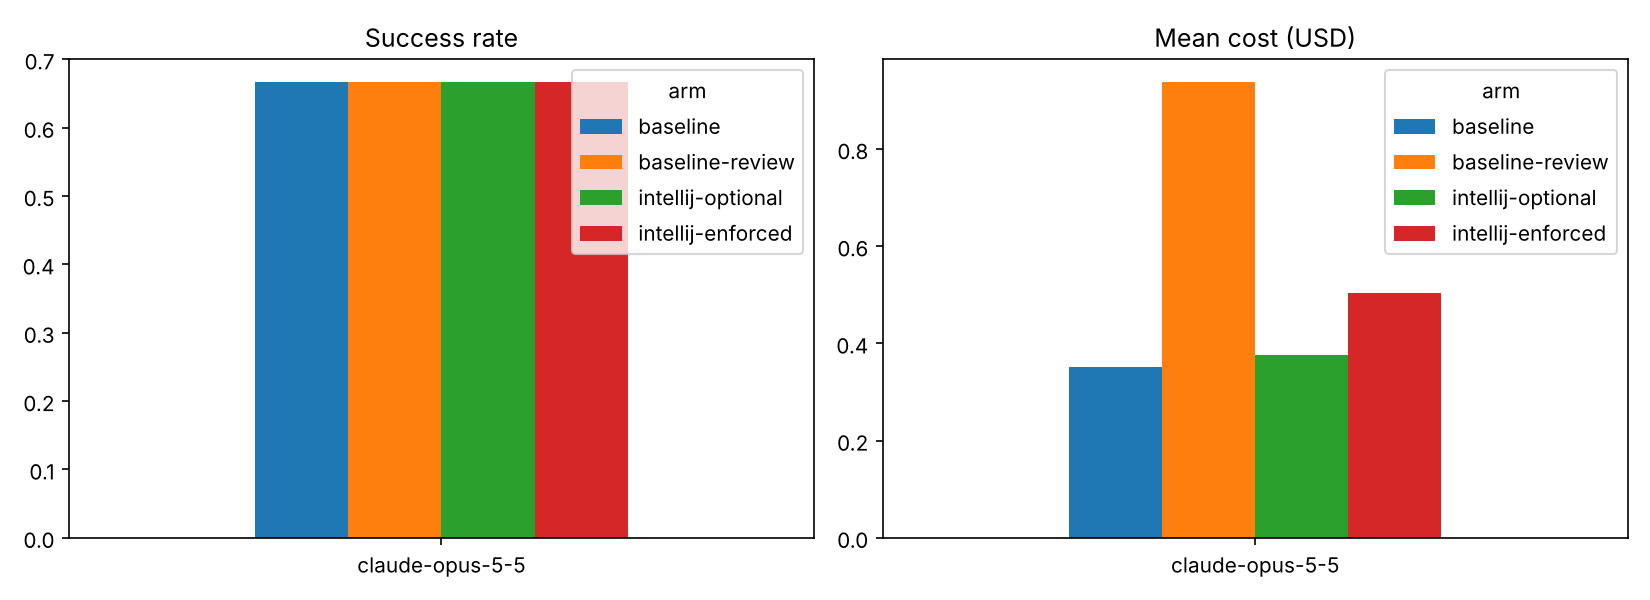 Success rate
0.7
0.6
0.5
0.4
0.3
0.2
0.1
0.0
arm
baseline
baseline-review
intellij-optional
intellij-enforced
claude-opus-5-5
Mean cost (USD)
0.8
0.6
0.4
0.2
0.0
arm
baseline
baseline-review
intellij-optional
intellij-enforced
claude-opus-5-5